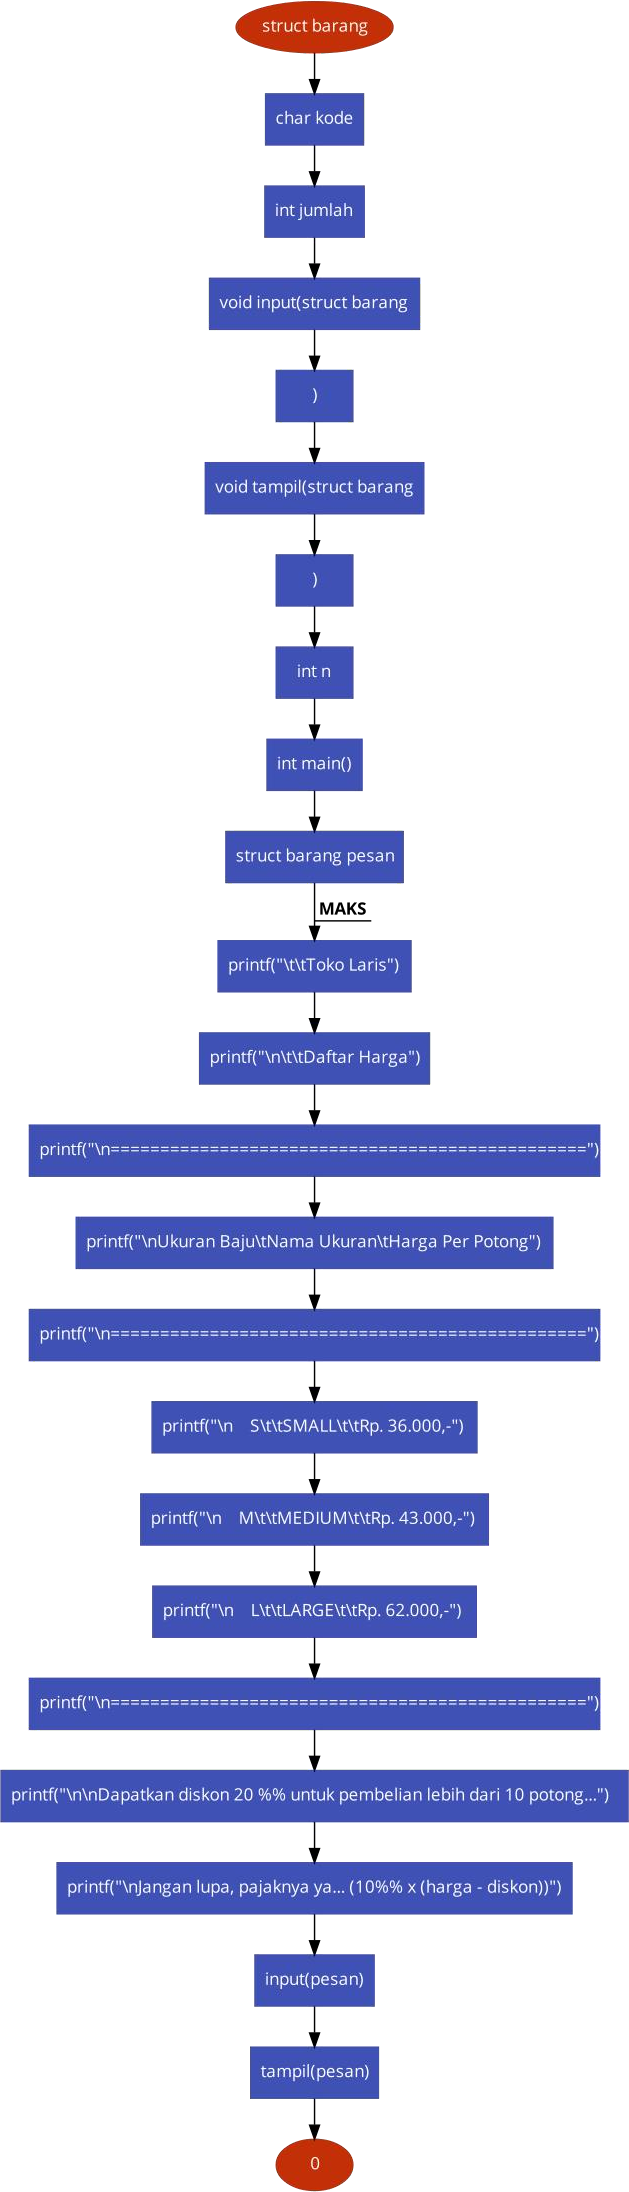 struct barang
char kode
int jumlah
void input(struct barang
)
void tampil(struct barang
)
int n
int main()
struct barang pesan
MAKS
printf("\t\tToko Laris")
printf("\n\t\tDaftar Harga")
printf("\n================================================")
printf("\nUkuran Baju\tNama Ukuran\tHarga Per Potong")
printf("\n================================================")
printf("\n    S\t\tSMALL\t\tRp. 36.000,-")
printf("\n    M\t\tMEDIUM\t\tRp. 43.000,-")
printf("\n    L\t\tLARGE\t\tRp. 62.000,-")
printf("\n================================================")
printf("\n\nDapatkan diskon 20 %% untuk pembelian lebih dari 10 potong...")
printf("\nJangan lupa, pajaknya ya... (10%% x (harga - diskon))")
input(pesan)
tampil(pesan)
0